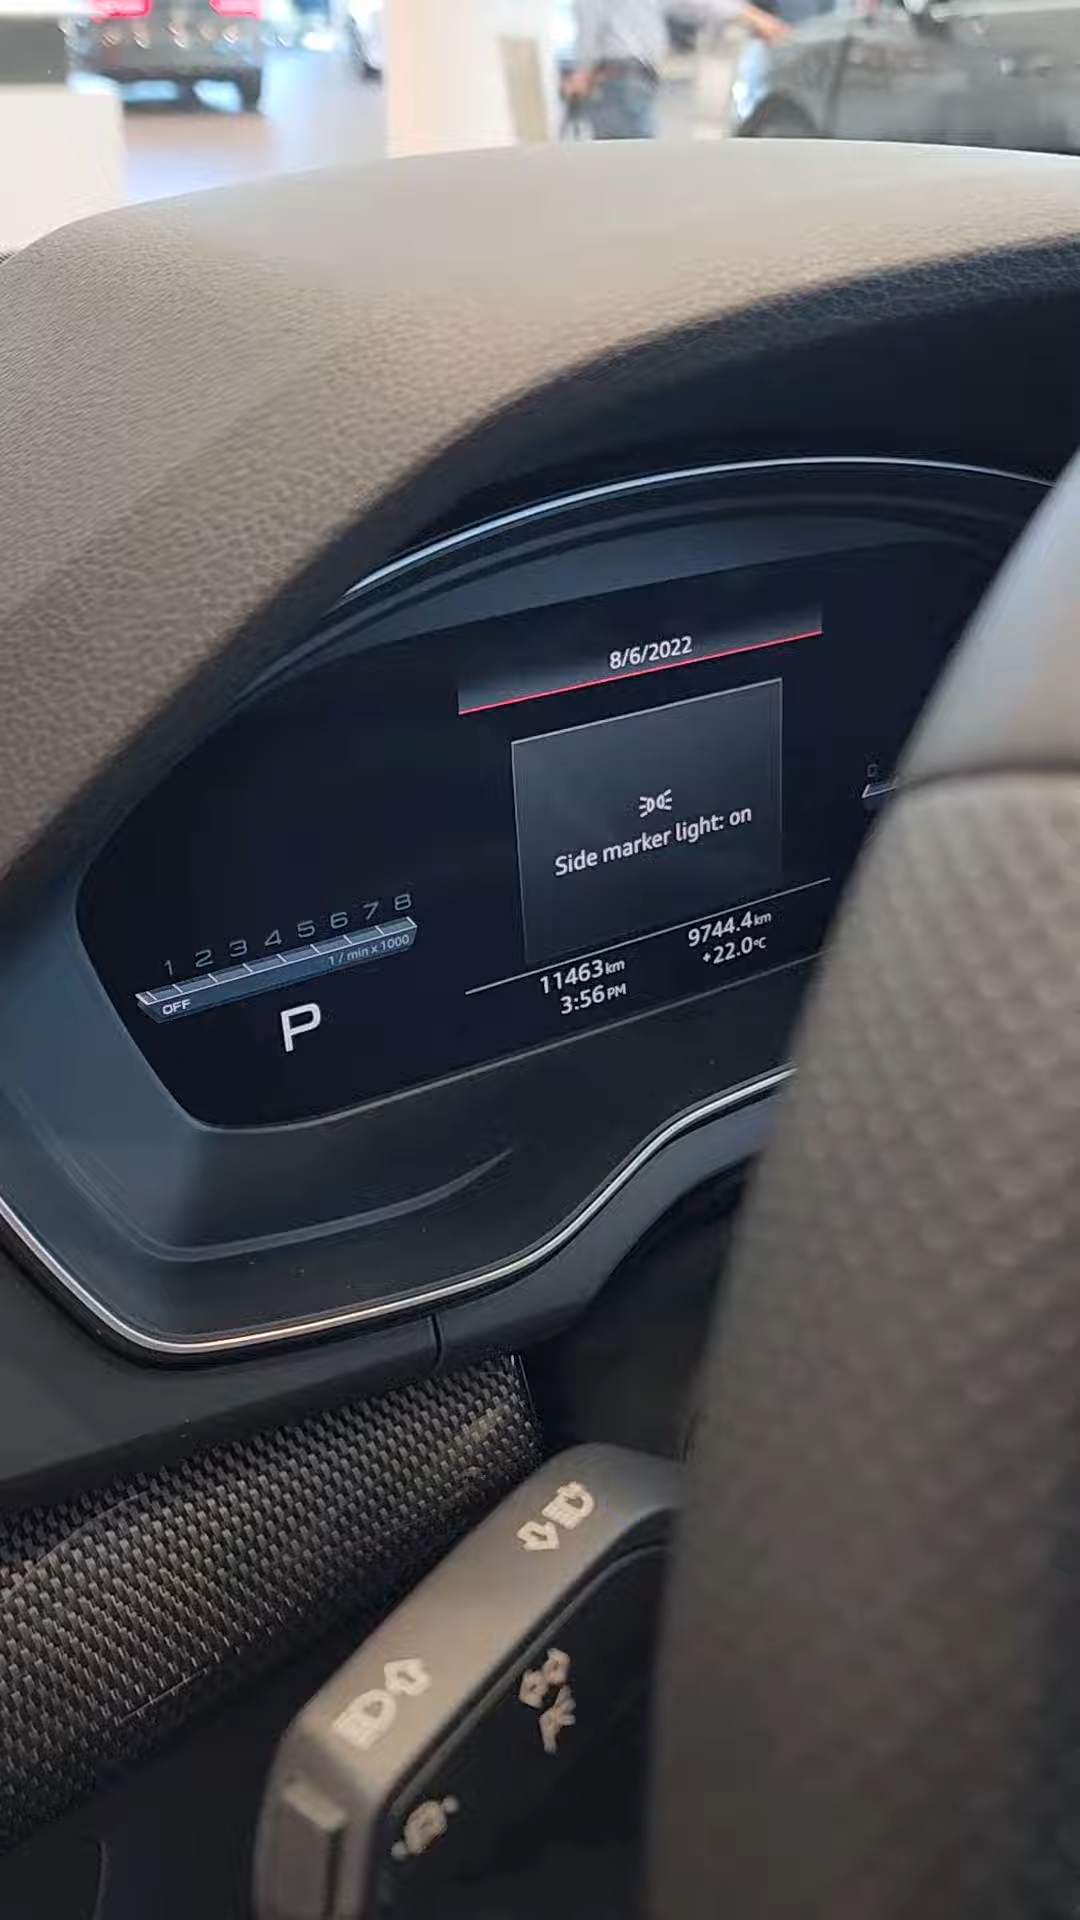 8/6/2022
Side marker light: on
1 2 3 4 5 6 7 8
1 / min x 1000
OFF
P
0
11463 km
9744.4 km
3:56 PM
+22.0 °C